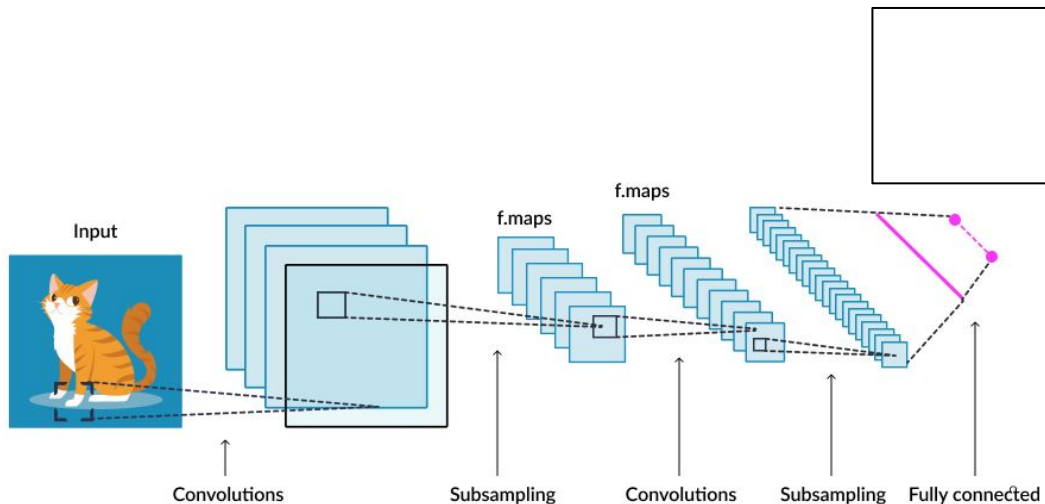 f.maps
f.maps
Input
Convolutions
Subsampling
Convolutions
Subsampling
Fully connected